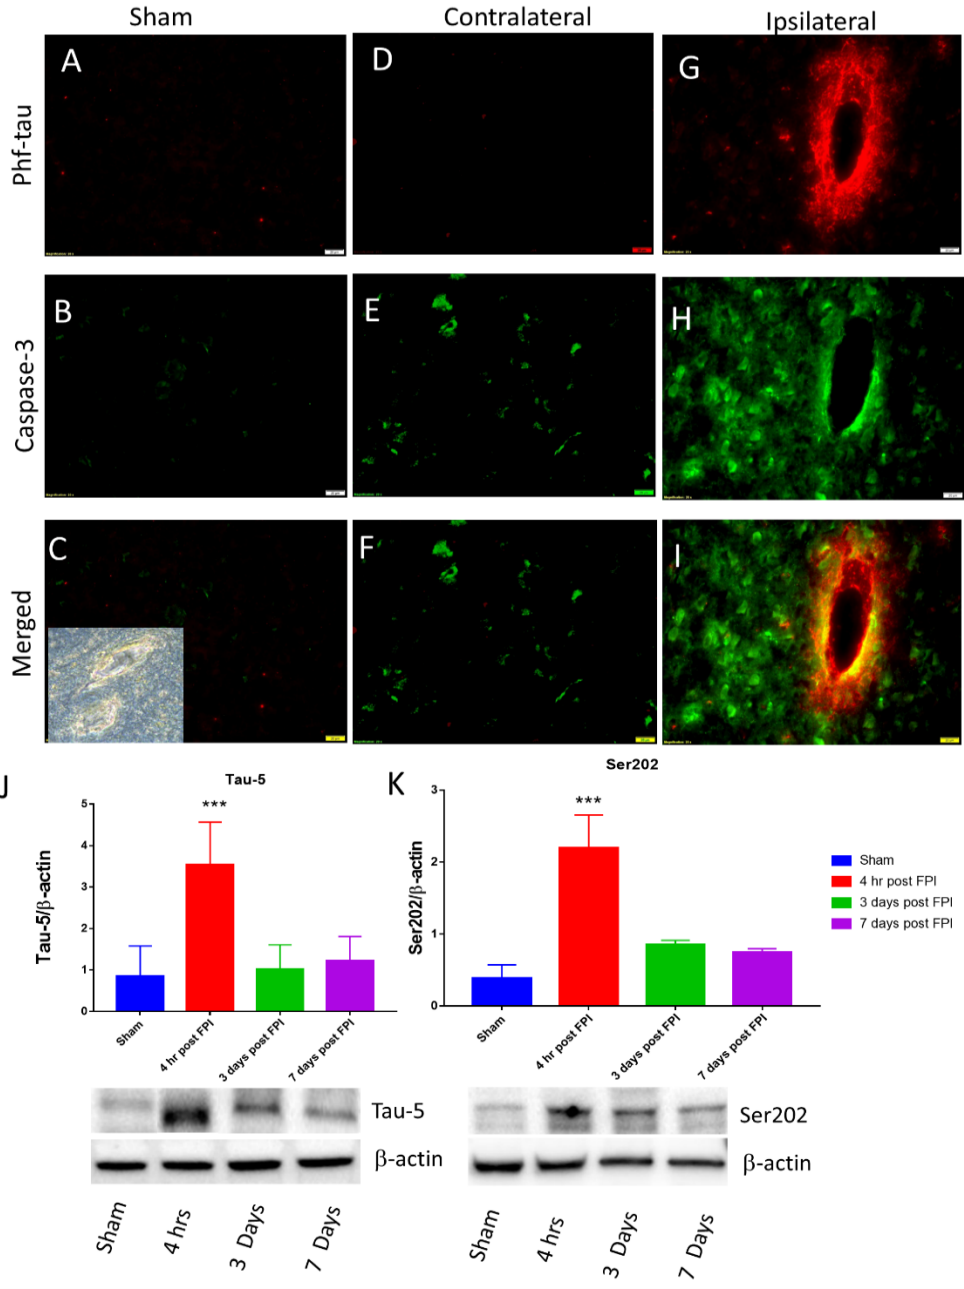 Sham
Contralateral
Ipsilateral
Phf-tau
A
D
G
Caspase-3
B
E
H
Merged
C
F
I
J
Tau-5
Tau-5/β-actin
5
4
3
2
1
0
***
Sham
4 hr post FPI
3 days post FPI
7 days post FPI
K
Ser202
Ser202/β-actin
3
2
1
0
***
Sham
4 hr post FPI
3 days post FPI
7 days post FPI
Sham
4 hr post FPI
3 days post FPI
7 days post FPI
Tau-5
β-actin
Sham
4 hrs
3 Days
7 Days
Ser202
β-actin
Sham
4 hrs
3 Days
7 Days